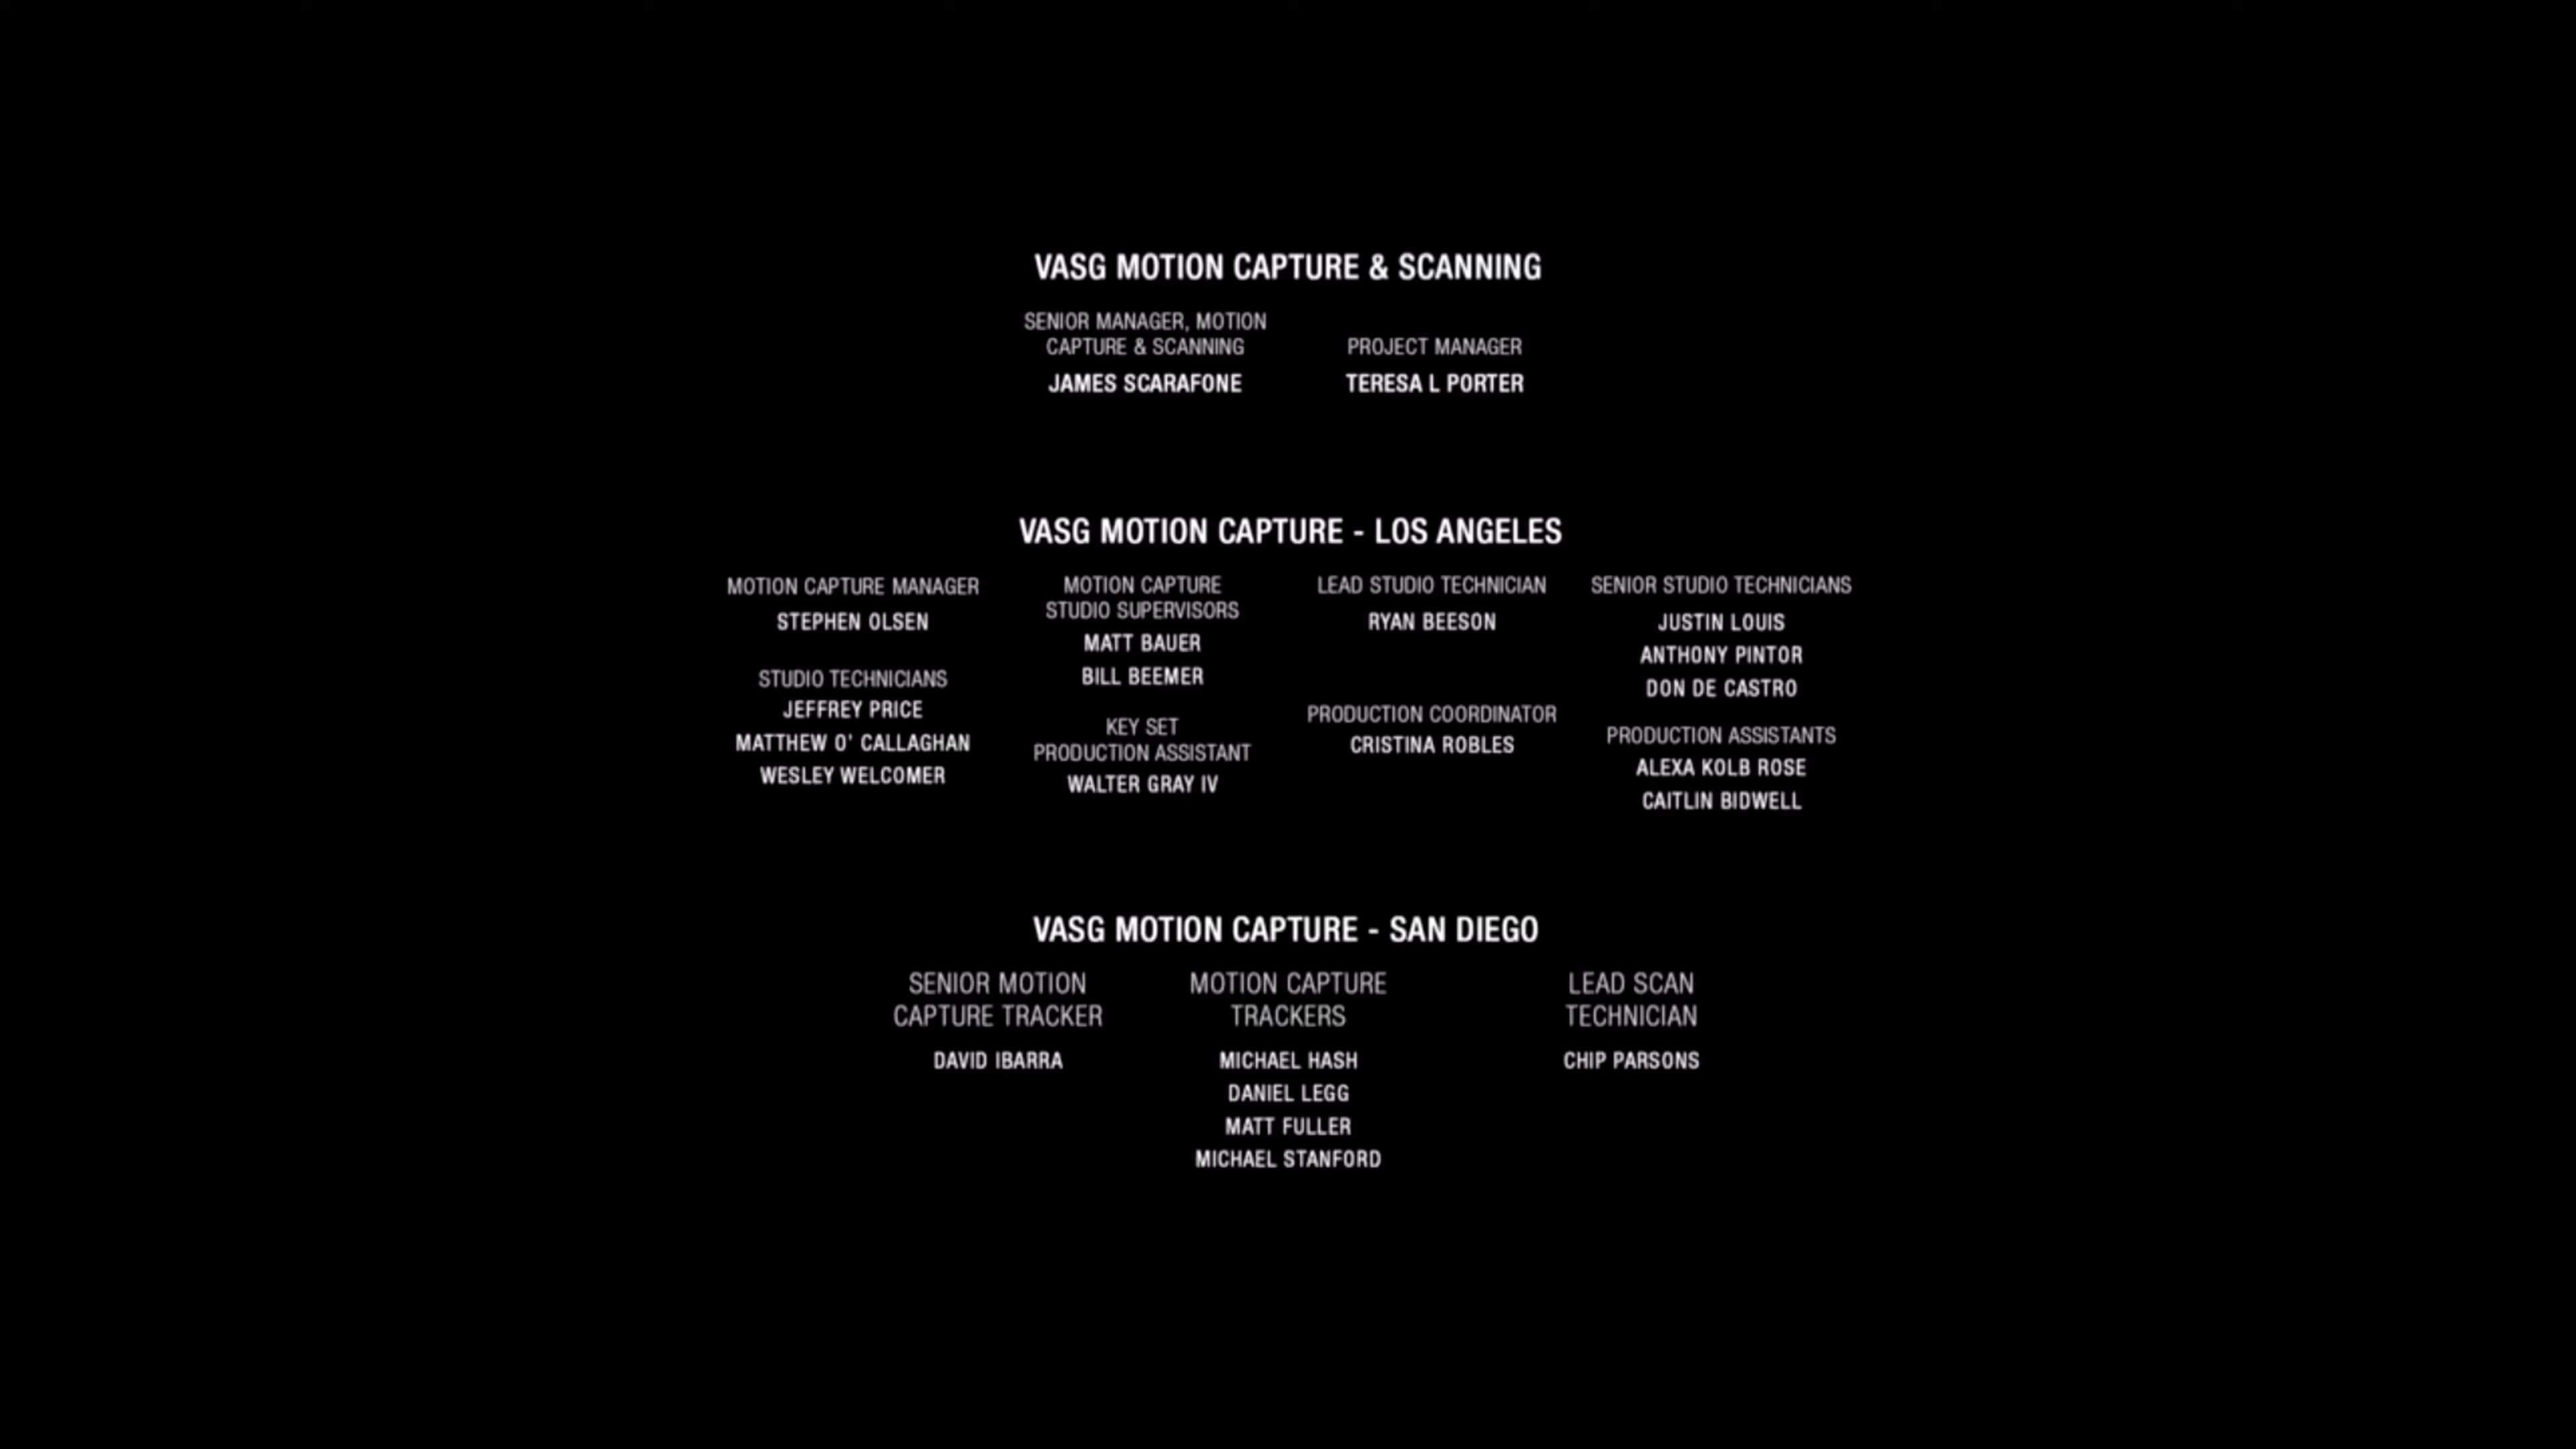 VASG MOTION CAPTURE & SCANNING
SENIOR MANAGER, MOTION
CAPTURE & SCANNING
JAMES SCARAFONE
PROJECT MANAGER
TERESA L PORTER
VASG MOTION CAPTURE - LOS ANGELES
MOTION CAPTURE MANAGER
STEPHEN OLSEN
MOTION CAPTURE
STUDIO SUPERVISORS
MATT BAUER
BILL BEEMER
LEAD STUDIO TECHNICIAN
RYAN BEESON
SENIOR STUDIO TECHNICIANS
JUSTIN LOUIS
ANTHONY PINTOR
DON DE CASTRO
STUDIO TECHNICIANS
JEFFREY PRICE
MATTHEW O' CALLAGHAN
WESLEY WELCOMER
KEY SET
PRODUCTION ASSISTANT
WALTER GRAY IV
PRODUCTION COORDINATOR
CRISTINA ROBLES
PRODUCTION ASSISTANTS
ALEXA KOLB ROSE
CAITLIN BIDWELL
VASG MOTION CAPTURE - SAN DIEGO
SENIOR MOTION
CAPTURE TRACKER
DAVID IBARRA
MOTION CAPTURE
TRACKERS
MICHAEL HASH
DANIEL LEGG
MATT FULLER
MICHAEL STANFORD
LEAD SCAN
TECHNICIAN
CHIP PARSONS